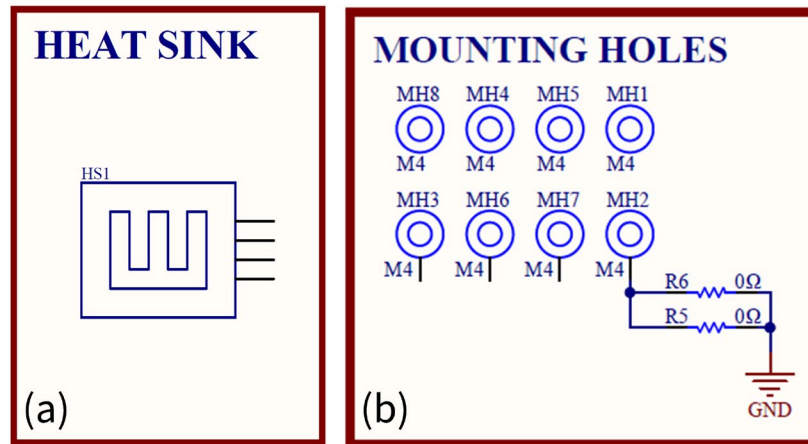 HEAT SINK
HS1
(a)
MOUNTING HOLES
MH8 MH4 MH5 MH1
M4 M4 M4 M4
MH3 MH6 MH7 MH2
M4 M4 M4 M4
R6 0Ω
R5 0Ω
GND
(b)